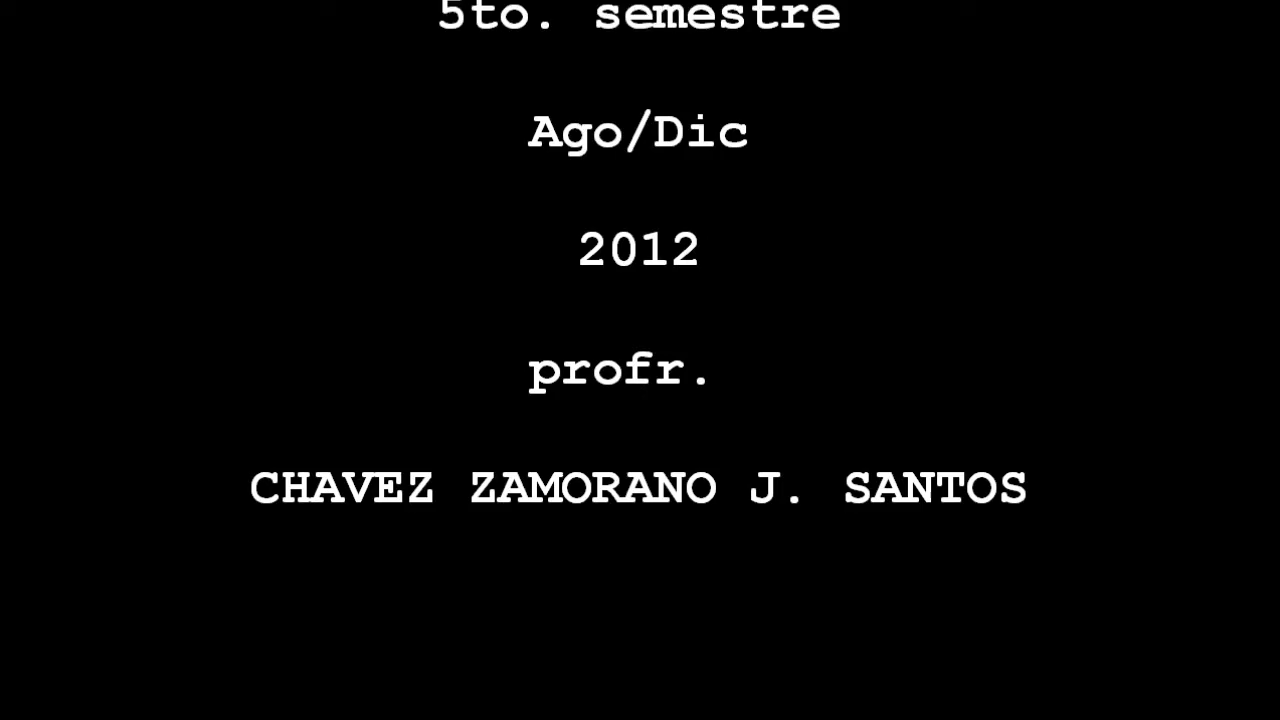 5to. semestre
Ago/Dic
2012
profr.
CHAVEZ ZAMORANO J. SANTOS